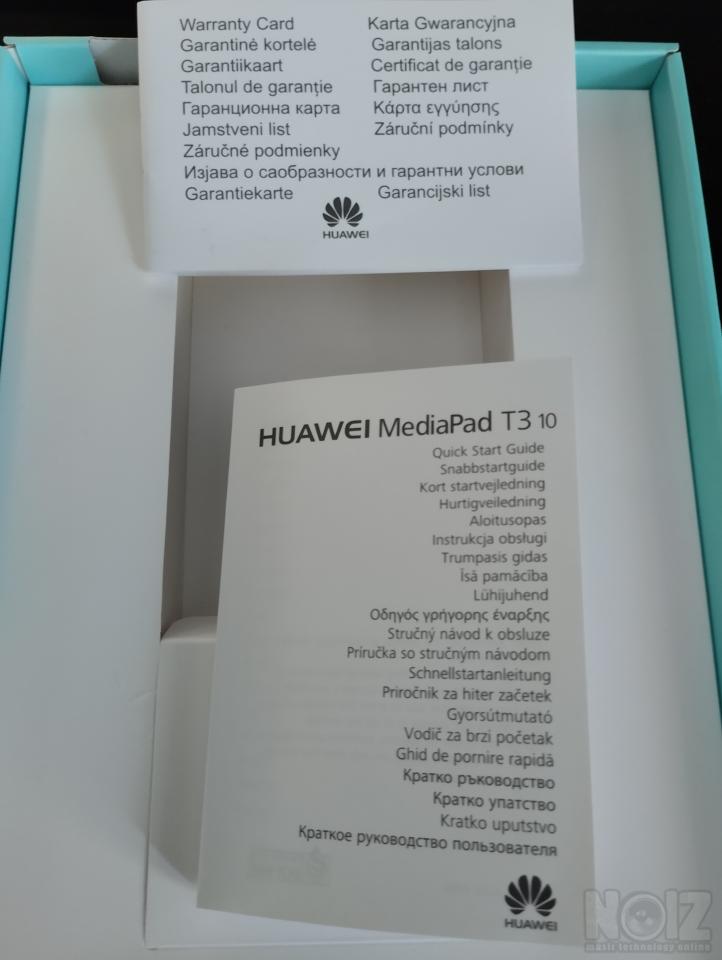 Warranty Card Karta Gwarancyjna
Garantinė kortelė Garantijas talons
Garantiikaart Certificat de garanție
Talonul de garanție Гарантен лист
Гаранционна карта Κάρτα εγγύησης
Jamstveni list Záruční podmínky
Záručné podmienky
Изјава о саобразности и гарантни услови
Garantiekarte Garancijski list
HUAWEI
HUAWEI MediaPad T3 10
Quick Start Guide
Snabbstartguide
Kort startvejledning
Hurtigveiledning
Aloitusopas
Instrukcja obsługi
Trumpasis gidas
Īsā pamācība
Lühijuhend
Οδηγός γρήγορης έναρξης
Stručný návod k obsluze
Príručka so stručným návodom
Schnellstartanleitung
Priročnik za hiter začetek
Gyorsútmutató
Vodič za brzi početak
Ghid de pornire rapidă
Кратко ръководство
Кратко упатство
Kratko uputstvo
Краткое руководство пользователя
HUAWEI
NOIZ
music technology online